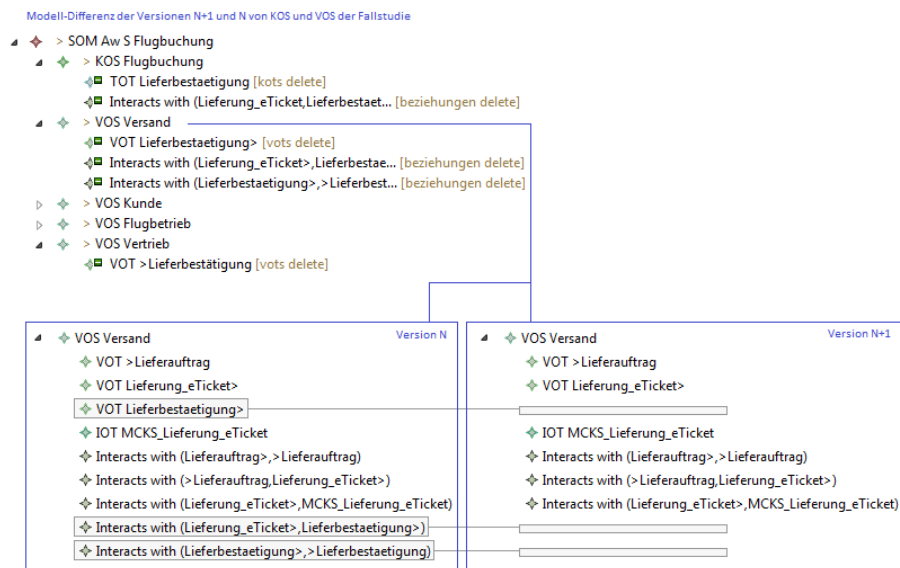 Modell-Differenz der Versionen N+1 und N von KOS und VOS der Fallstudie
> SOM Aw S Flugbuchung
> KOS Flugbuchung
TOT Lieferbestaetigung [kots delete]
Interacts with (Lieferung_eTicket,Lieferbestaet... [beziehungen delete]
> VOS Versand
VOT Lieferbestaetigung> [vots delete]
Interacts with (Lieferung_eTicket>,Lieferbestae... [beziehungen delete]
Interacts with (Lieferbestaetigung>,>Lieferbest... [beziehungen delete]
> VOS Kunde
> VOS Flugbetrieb
> VOS Vertrieb
VOT >Lieferbestätigung [vots delete]
VOS Versand
Version N
VOT >Lieferauftrag
VOT Lieferung_eTicket>
VOT Lieferbestaetigung>
IOT MCKS_Lieferung_eTicket
Interacts with (Lieferauftrag>,>Lieferauftrag)
Interacts with (>Lieferauftrag,Lieferung_eTicket>)
Interacts with (Lieferung_eTicket>,MCKS_Lieferung_eTicket)
Interacts with (Lieferung_eTicket>,Lieferbestaetigung>)
Interacts with (Lieferbestaetigung>,>Lieferbestaetigung)
VOS Versand
Version N+1
VOT >Lieferauftrag
VOT Lieferung_eTicket>
IOT MCKS_Lieferung_eTicket
Interacts with (Lieferauftrag>,>Lieferauftrag)
Interacts with (>Lieferauftrag,Lieferung_eTicket>)
Interacts with (Lieferung_eTicket>,MCKS_Lieferung_eTicket)